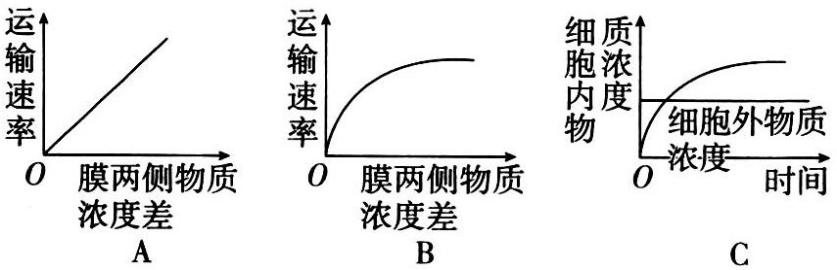 运输速率
O
膜两侧物质
浓度差
A
运输速率
O
膜两侧物质
浓度差
B
细胞内物
质浓度
细胞外物质
浓度
O
时间
C